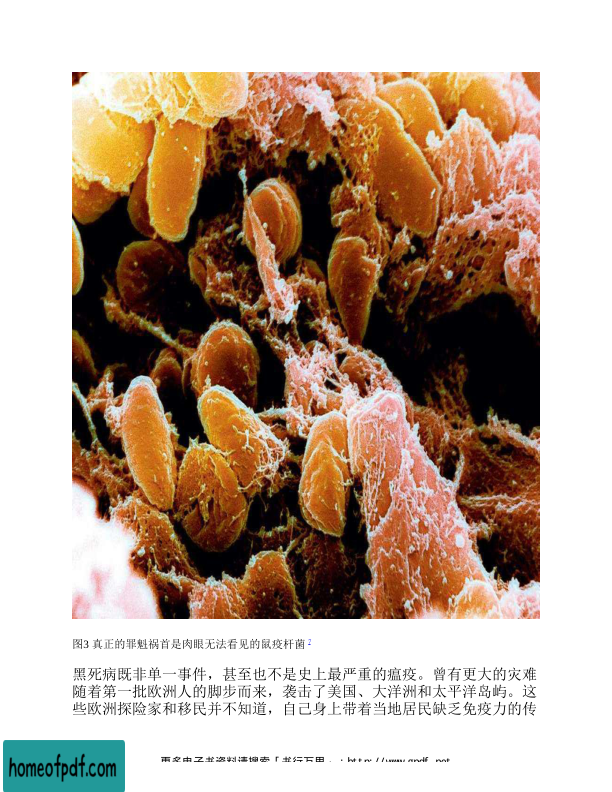 图3 真正的罪魁祸首是肉眼无法看见的鼠疫杆菌 2
黑死病既非单一事件，甚至也不是史上最严重的瘟疫。曾有更大的灾难
随着第一批欧洲人的脚步而来，袭击了美国、大洋洲和太平洋岛屿。这
些欧洲探险家和移民并不知道，自己身上带着当地居民缺乏免疫力的传
更多电子书资料请搜索「书行万里」：http://www.gpdf.net
homeofpdf.com